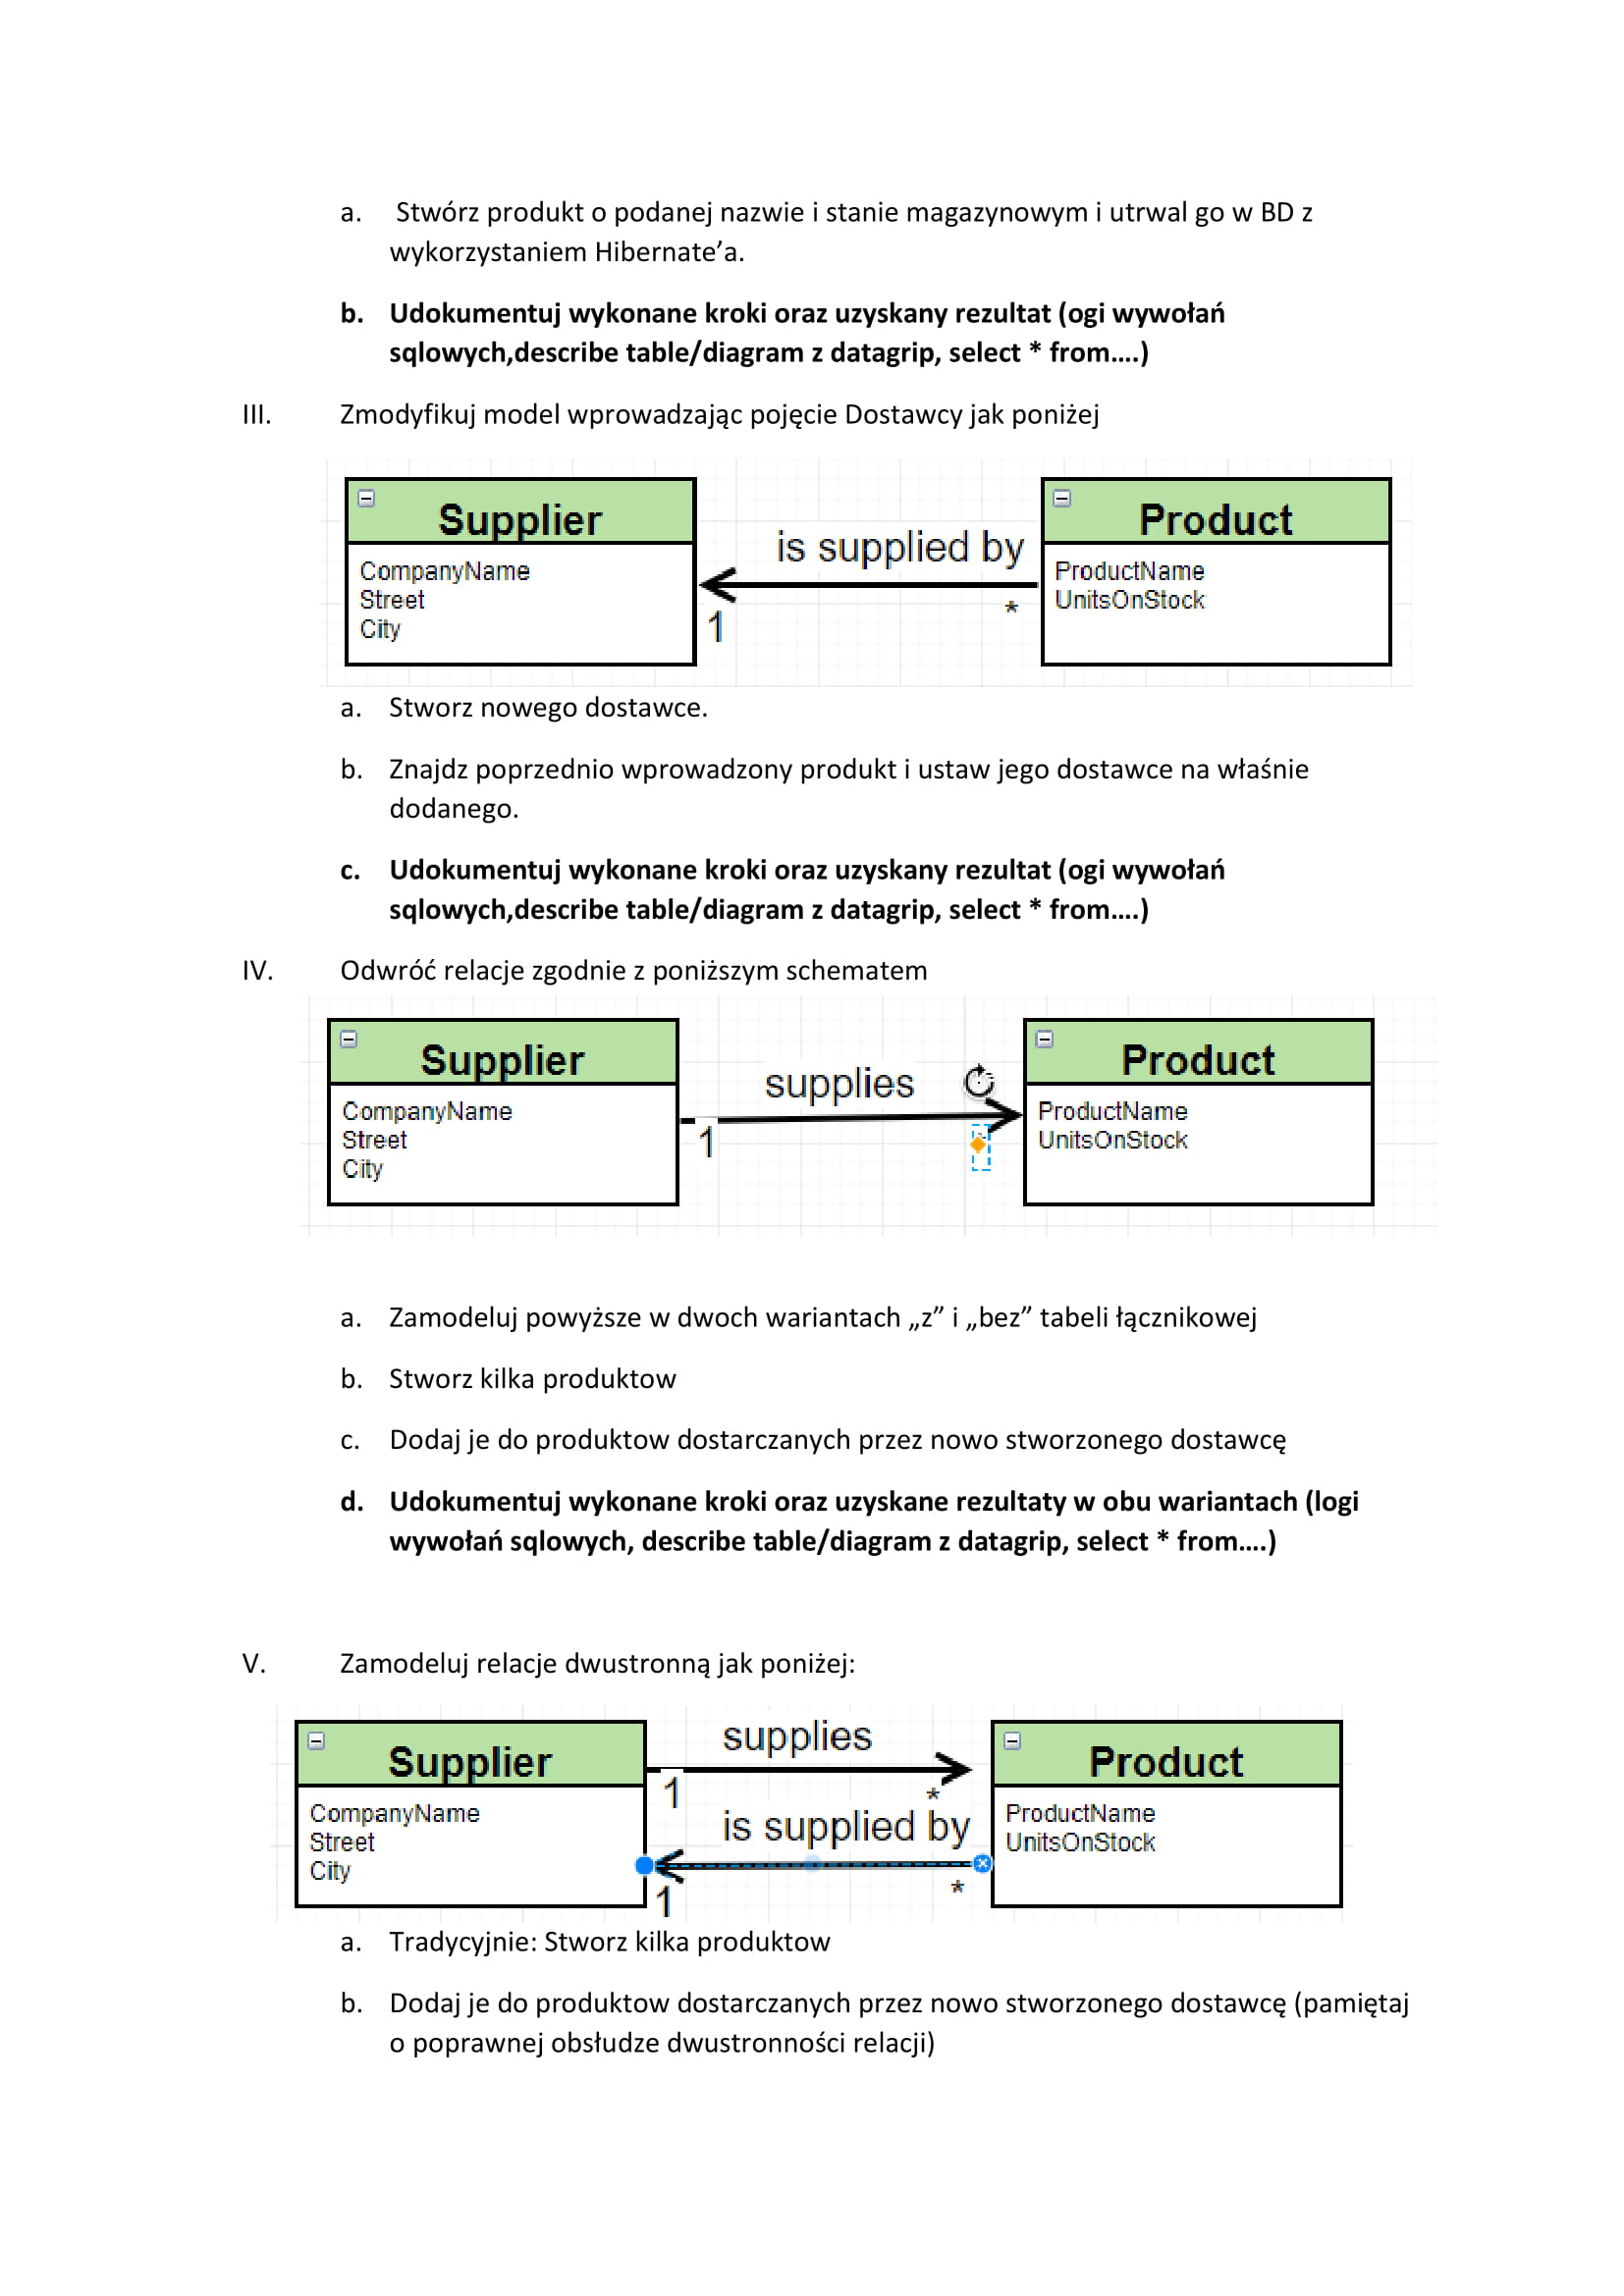 a. Stwórz produkt o podanej nazwie i stanie magazynowym i utrwal go w BD z
wykorzystaniem Hibernate’a.
b. Udokumentuj wykonane kroki oraz uzyskany rezultat (ogi wywołań
sqlowych,describe table/diagram z datagrip, select * from….)
III. Zmodyfikuj model wprowadzając pojęcie Dostawcy jak poniżej
Supplier
Product
is supplied by
CompanyName
Street
City
1
*
ProductName
UnitsOnStock
a. Stworz nowego dostawce.
b. Znajdz poprzednio wprowadzony produkt i ustaw jego dostawce na właśnie
dodanego.
c. Udokumentuj wykonane kroki oraz uzyskany rezultat (ogi wywołań
sqlowych,describe table/diagram z datagrip, select * from….)
IV. Odwróć relacje zgodnie z poniższym schematem
Supplier
Product
supplies
CompanyName
Street
City
1
ProductName
UnitsOnStock
a. Zamodeluj powyższe w dwoch wariantach „z” i „bez” tabeli łącznikowej
b. Stworz kilka produktow
c. Dodaj je do produktow dostarczanych przez nowo stworzonego dostawcę
d. Udokumentuj wykonane kroki oraz uzyskane rezultaty w obu wariantach (logi
wywołań sqlowych, describe table/diagram z datagrip, select * from….)
V. Zamodeluj relacje dwustronną jak poniżej:
Supplier
supplies
Product
1
*
CompanyName
Street
City
is supplied by
1
*
ProductName
UnitsOnStock
a. Tradycyjnie: Stworz kilka produktow
b. Dodaj je do produktow dostarczanych przez nowo stworzonego dostawcę (pamiętaj
o poprawnej obsłudze dwustronności relacji)